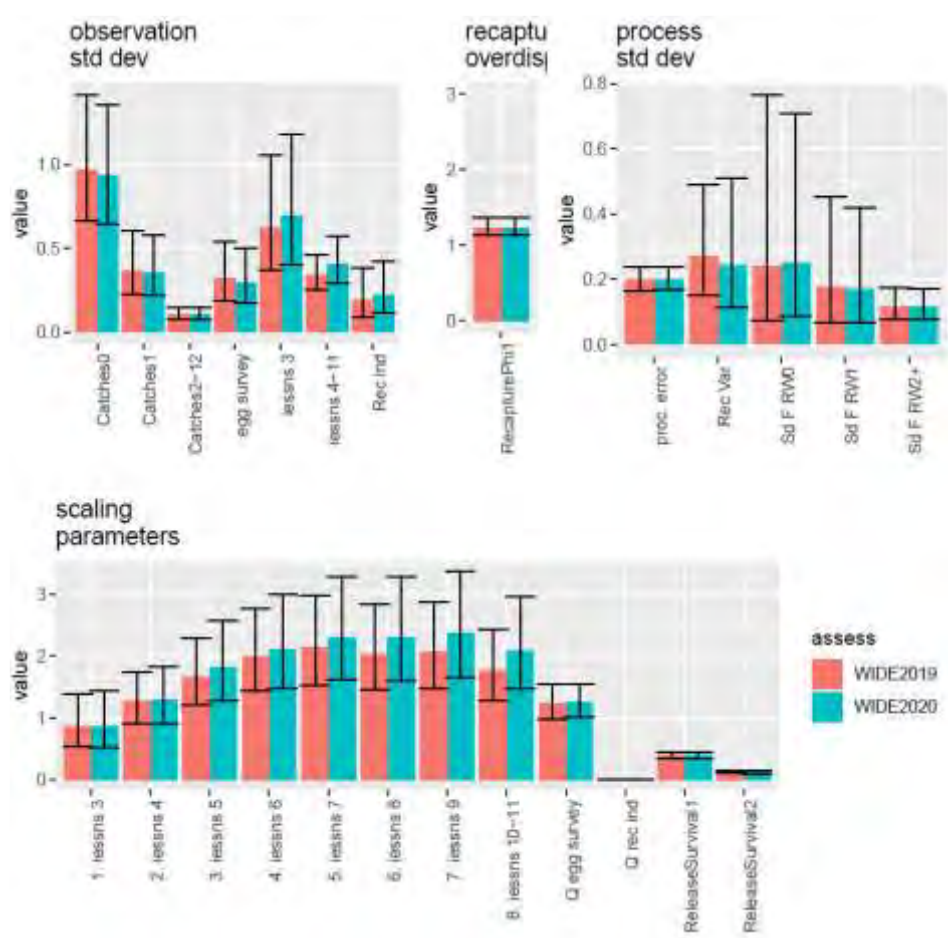 observation
std dev
value
1.0
0.5
0.0
Catches0
Catches1
Catches2-12
egg survey
iessns 3
iessns 4-11
Rec ind
recaptu
overdis
value
3
2
1
0
RecapturePhi1
process
std dev
value
0.8
0.6
0.4
0.2
0.0
proc. error
Rec Var
Sd F RW0
Sd F RW1
Sd F RW2+
scaling
parameters
value
3
2
1
0
1. iessns 3
2. iessns 4
3. iessns 5
4. iessns 6
5. iessns 7
6. iessns 8
7. iessns 9
8. iessns 10-11
Q egg survey
Q rec ind
ReleaseSurvival1
ReleaseSurvival2
assess
WIDE2019
WIDE2020